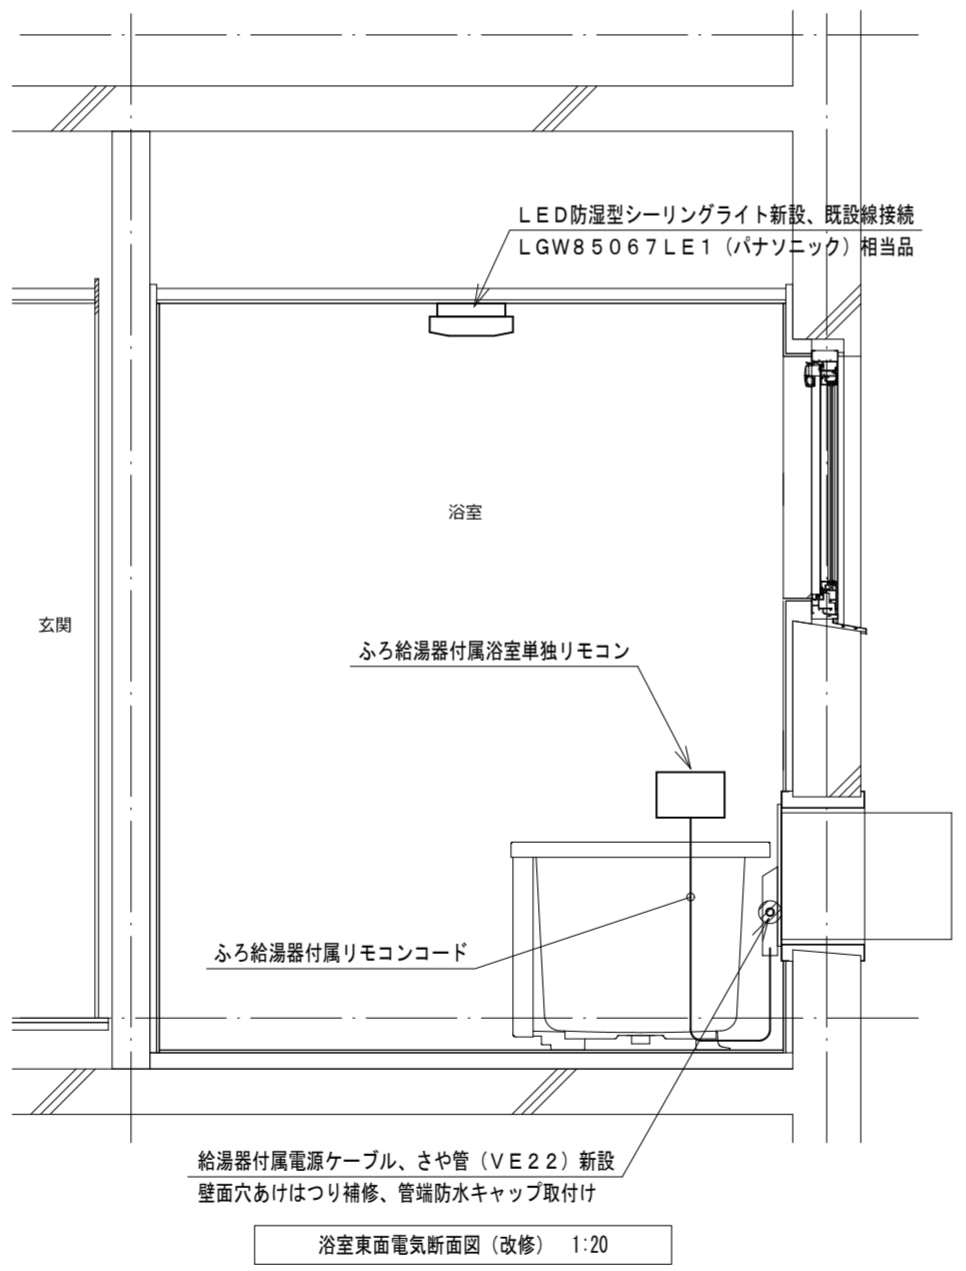 LED防湿型シーリングライト新設、既設線接続
LGW85067LE1(パナソニック)相当品
浴室
玄関
ふろ給湯器付属浴室単独リモコン
ふろ給湯器付属リモコンコード
給湯器付属電源ケーブル、さや管(VE22)新設
壁面穴あけはつり補修、管端防水キャップ取付け
浴室東面電気断面図(改修) 1:20